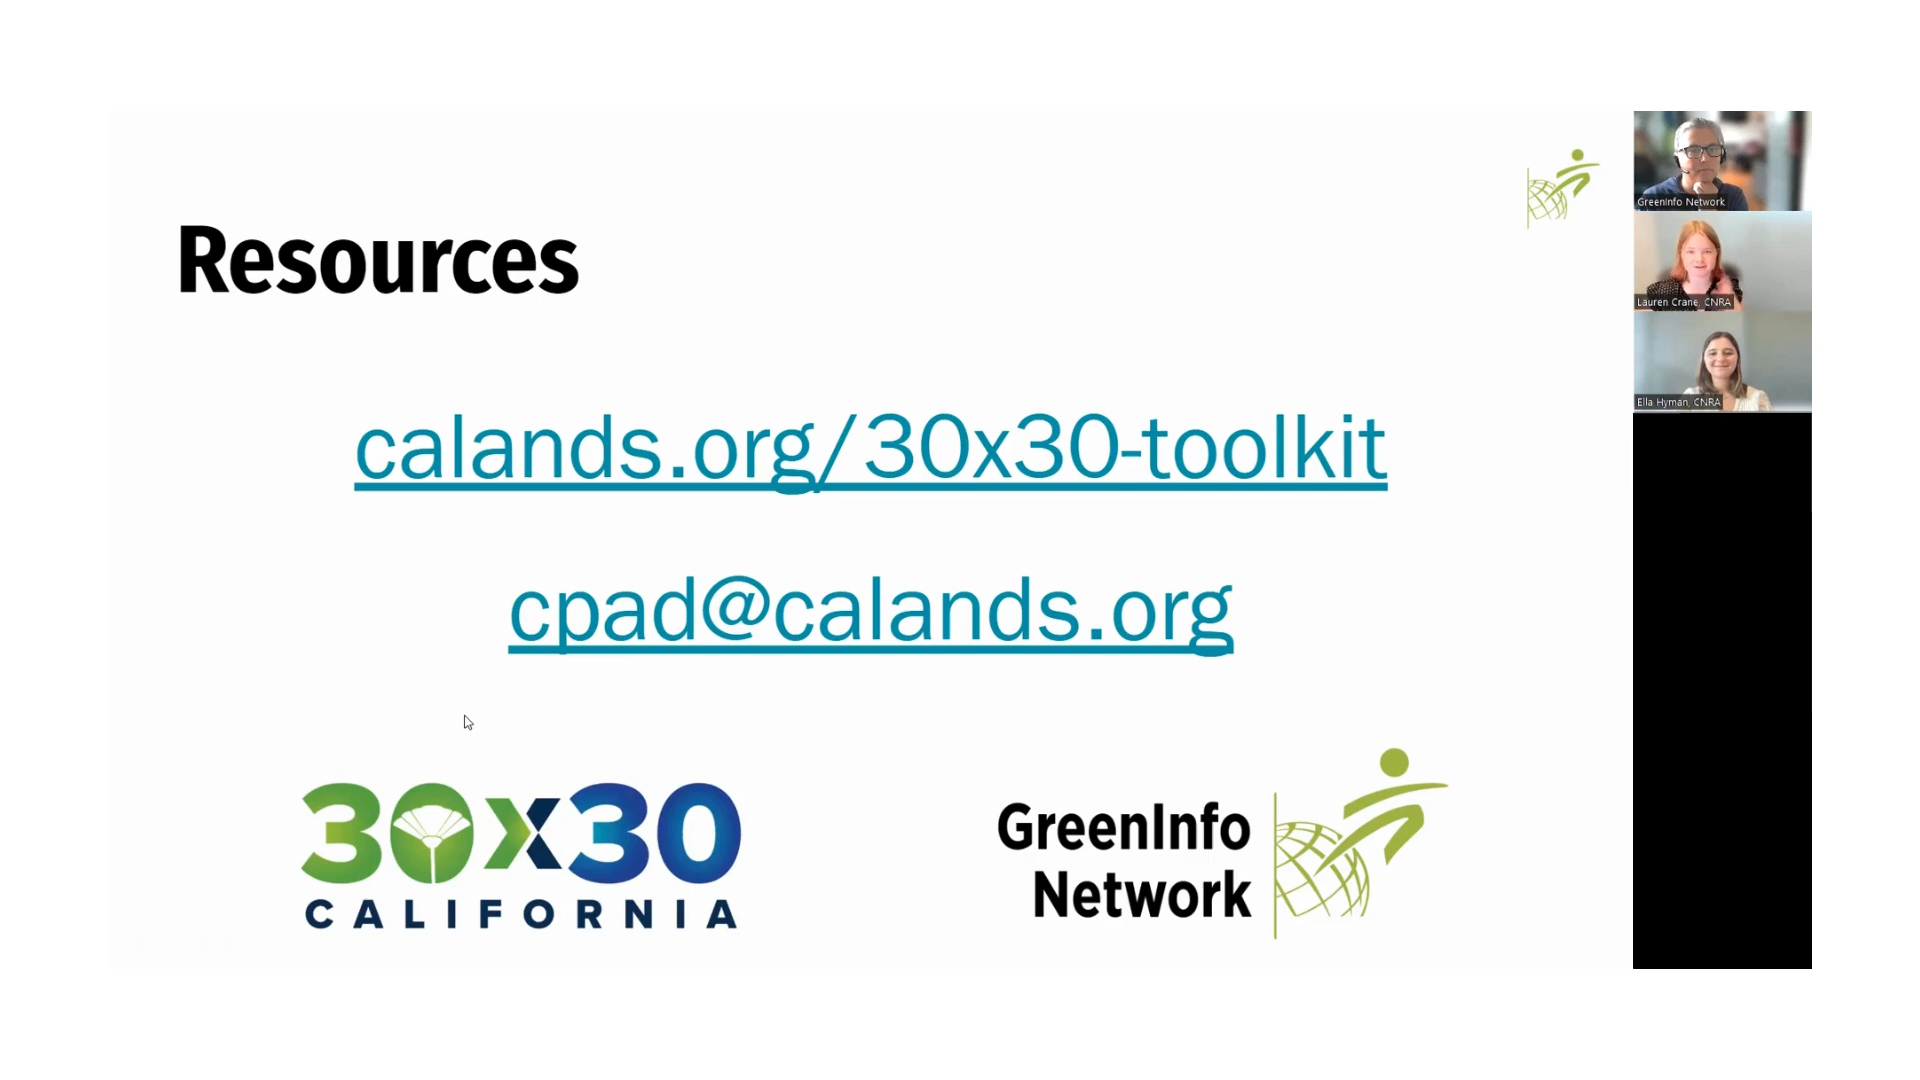 Resources
calands.org/30x30-toolkit
cpad@calands.org
30x30
CALIFORNIA
GreenInfo
Network
GreenInfo Network
Lauren Crane, CNRA
Ella Hyman, CNRA